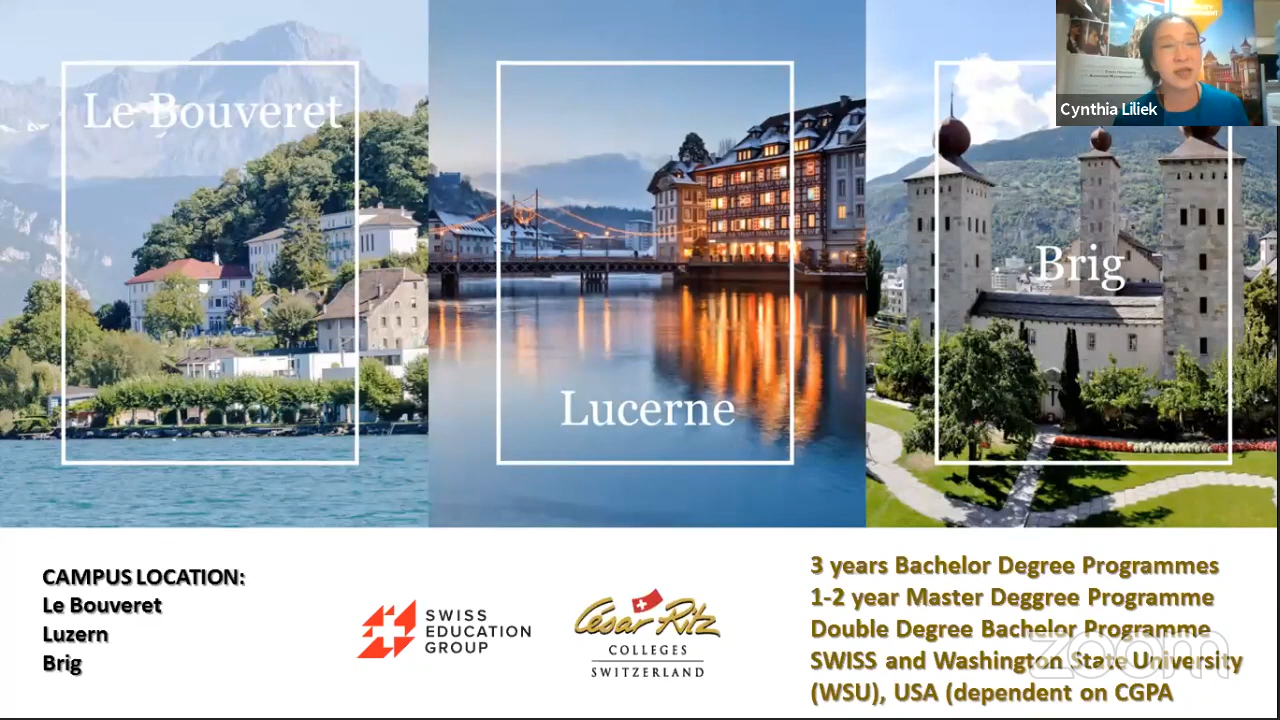 Le Bouveret
Lucerne
Brig
Cynthia Liliek
CAMPUS LOCATION:
Le Bouveret
Luzern
Brig
SWISS
EDUCATION
GROUP
César Ritz
COLLEGES
SWITZERLAND
3 years Bachelor Degree Programmes
1-2 year Master Deggree Programme
Double Degree Bachelor Programme
SWISS and Washington State University
(WSU), USA (dependent on CGPA
zoom